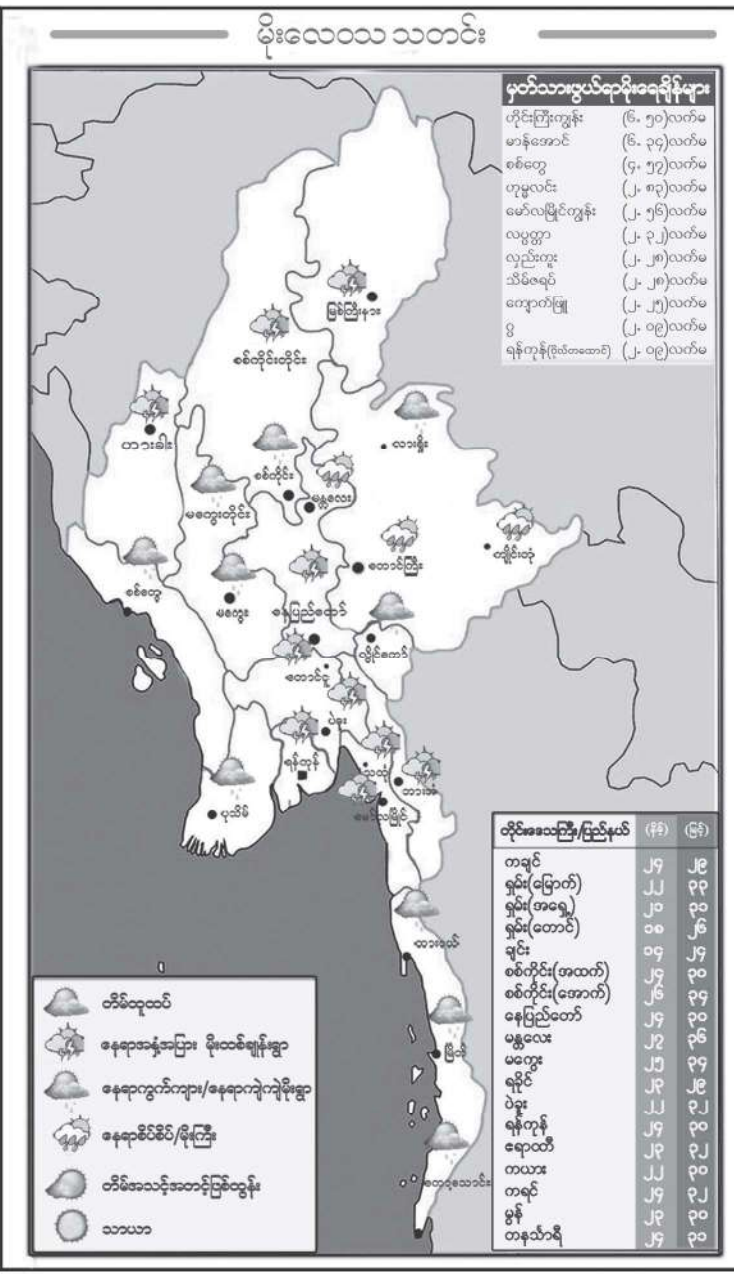 မိုးလေဝသ သတင်း
မှတ်သားဖွယ်ရာမိုးရေချိန်များ
ဟိုင်းကြီးကျွန်း (၆. ၅၀)လက်မ
မာန်အောင် (၆. ၃၄)လက်မ
စစ်တွေ (၄. ၅၇)လက်မ
ဟုမ္မလင်း (၂. ၈၃)လက်မ
မော်လမြိုင်ကျွန်း (၂. ၅၆)လက်မ
လပွတ္တာ (၂. ၃၂)လက်မ
လှည်းကူး (၂. ၂၈)လက်မ
သိမ်ဇရပ် (၂. ၂၈)လက်မ
ကျောက်ဖြူ (၂. ၂၅)လက်မ
ပွ (၂. ၀၉)လက်မ
ရန်ကုန်(ဗိုလ်တထောင်) (၂. ၀၉)လက်မ
မြစ်ကြီးနား
စစ်ကိုင်းတိုင်း
ဟားခါး
လားရှိုး
စစ်ကိုင်း
မန္တလေး
မကွေးတိုင်း
တောင်ကြီး
ကျိုင်းတုံ
စစ်တွေ
မကွေး
နေပြည်တော်
လွိုင်ကော်
တောင်ငူ
ပဲခူး
ရန်ကုန်
သထုံ
ဘားအံ
မော်လမြိုင်
ပုသိမ်
ထားဝယ်
မြိတ်
ကော့သောင်း
တိမ်ထူထပ်
နေရာအနှံ့အပြား မိုးထစ်ချုန်းရွာ
နေရာကွက်ကျား/နေရာကျဲကျဲမိုးရွာ
နေရာစိပ်စိပ်/မိုးကြီး
တိမ်အသင့်အတင့်ဖြစ်ထွန်း
သာယာ
တိုင်းဒေသကြီး/ပြည်နယ် (နိမ့်) (မြင့်)
ကချင် ၂၄ ၂၉
ရှမ်း(မြောက်) ၂၂ ၃၃
ရှမ်း(အရှေ့) ၂၁ ၃၁
ရှမ်း(တောင်) ၁၈ ၂၆
ချင်း ၁၄ ၂၄
စစ်ကိုင်း(အထက်) ၂၄ ၃၀
စစ်ကိုင်း(အောက်) ၂၆ ၃၄
နေပြည်တော် ၂၄ ၃၀
မန္တလေး ၂၇ ၃၆
မကွေး ၂၅ ၃၄
ရခိုင် ၂၃ ၂၉
ပဲခူး ၂၂ ၃၂
ရန်ကုန် ၂၄ ၃၀
ဧရာဝတီ ၂၃ ၃၂
ကယား ၂၂ ၃၀
ကရင် ၂၄ ၃၂
မွန် ၂၃ ၃၀
တနင်္သာရီ ၂၄ ၃၁